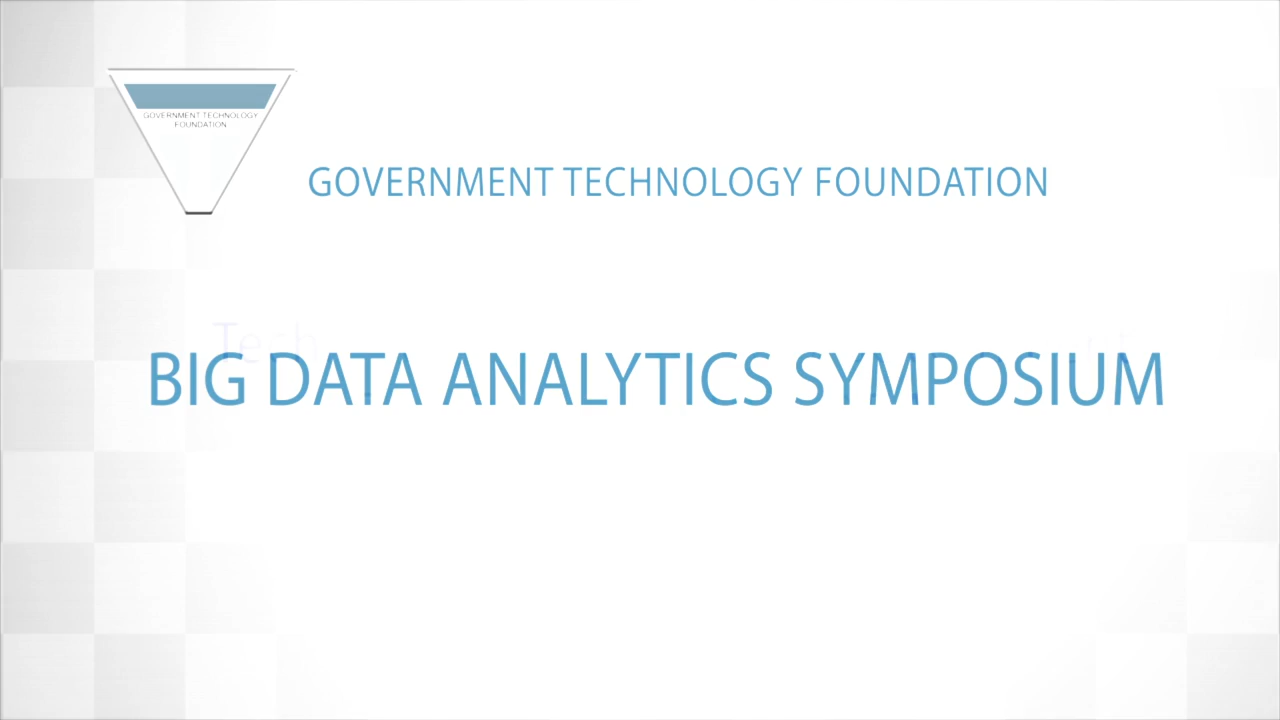 GOVERNMENT TECHNOLOGY
FOUNDATION
GOVERNMENT TECHNOLOGY FOUNDATION
BIG DATA ANALYTICS SYMPOSIUM